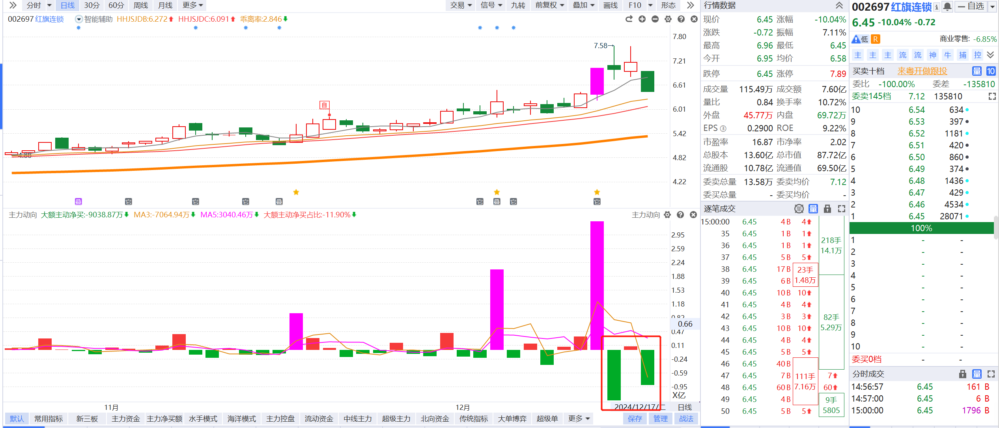 分时 日线 30分 60分 周线 月线 更多 交易 信号 九转 前复权 叠加 画线 F10 形态
002697 红旗连锁 智能辅助 HHJSJDB:6.272 HHJSJDC:6.091 乖离率:2.846
7.80
7.58→
7.21
6.61
自
6.01
5.42
4.88
4.82
4.22
叠 它 它 它 叠 它 叠 它 它
主力动向 大额主动净买:-9038.87万 MA3:-7064.94万 MA5:3040.46万 大额主动净买占比:-11.90% 主力动向
2.95
2.59
2.24
1.88
1.53
1.18
0.82
0.66
0.47
0.11
-0.24
-0.59
-0.95
X亿
11月 12月 2024/12/17/二 日线
默认 常用指标 新三板 主力资金 主力净买额 水手模式 海洋模式 主力控盘 流动资金 中线主力 超级主力 北向资金 传统指标 大单博弈 超级单 更多 保存 管理 战法
行情数据
现价 6.45 涨幅 -10.04%
涨跌 -0.72 振幅 7.11%
最高 6.96 最低 6.45
今开 6.95 均价 6.58
跌停 6.45 涨停 7.89
成交量 115.49万 成交额 7.60亿
量比 0.84 换手率 10.72%
外盘 45.77万 内盘 69.72万
EPS③ 0.2900 ROE 9.22%
市盈率 16.87 市净率 2.02
总股本 13.60亿 总市值 87.72亿
流通股 10.78亿 流通值 69.50亿
委卖总量 13.58万 委卖均价 7.12
委买总量 - 委买均价 -
逐笔成交 单 量
15:00:00 6.45 4 B 4
35 6.45 1 B 1
36 6.45 1 B 1
37 6.45 5 B 5
38 6.45 17 B
39 6.45 6 B
40 6.45 10 B 10
41 6.45 4 B 4
42 6.45 3 B 3
43 6.45 10 B 10
44 6.45 4 B 4
45 6.45 5 B 5
46 6.45 40 B
47 6.45 7 B 7
48 6.45 60 B 60
49 6.45 4 B
50 6.45 5 B 5
23手
1.48万
111手
7.16万
218手
14.1万
82手
5.29万
9手
5805
002697 红旗连锁 自选
6.45 -10.04% -0.72
低 R 商业零售: -6.85%
主 主 主 流 流 神 牛 捕 控
买卖十档 来粤开做跟投 量 10
委比 -100.00% 委差 -135810
委卖145档 7.12 135810
10 6.54 634
9 6.53 397
8 6.52 1181
7 6.51 420
6 6.50 860
5 6.49 374
4 6.48 1436
3 6.47 429
2 6.46 4534
1 6.45 28071
100%
1 - -
2 - -
3 - -
4 - -
5 - -
6 - -
7 - -
8 - -
9 - -
10 - -
委买0档 - -
分时成交 量
14:56:57 6.45 161 B
14:57:00 6.45 6 B
15:00:00 6.45 1796 B